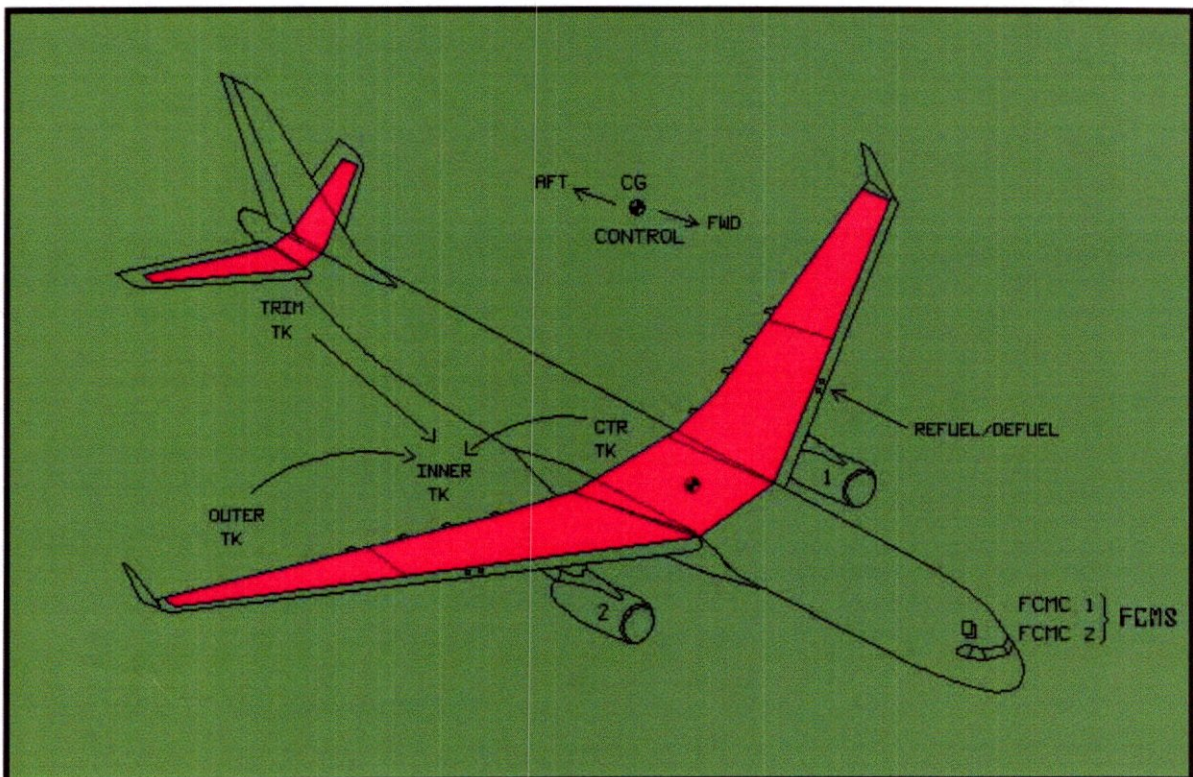 AFT
CG
FWD
CONTROL
TRIM
TK
CTR
TK
REFUEL/DEFUEL
INNER
TK
1
OUTER
TK
2
FCMC 1
FCMC 2
FCMS